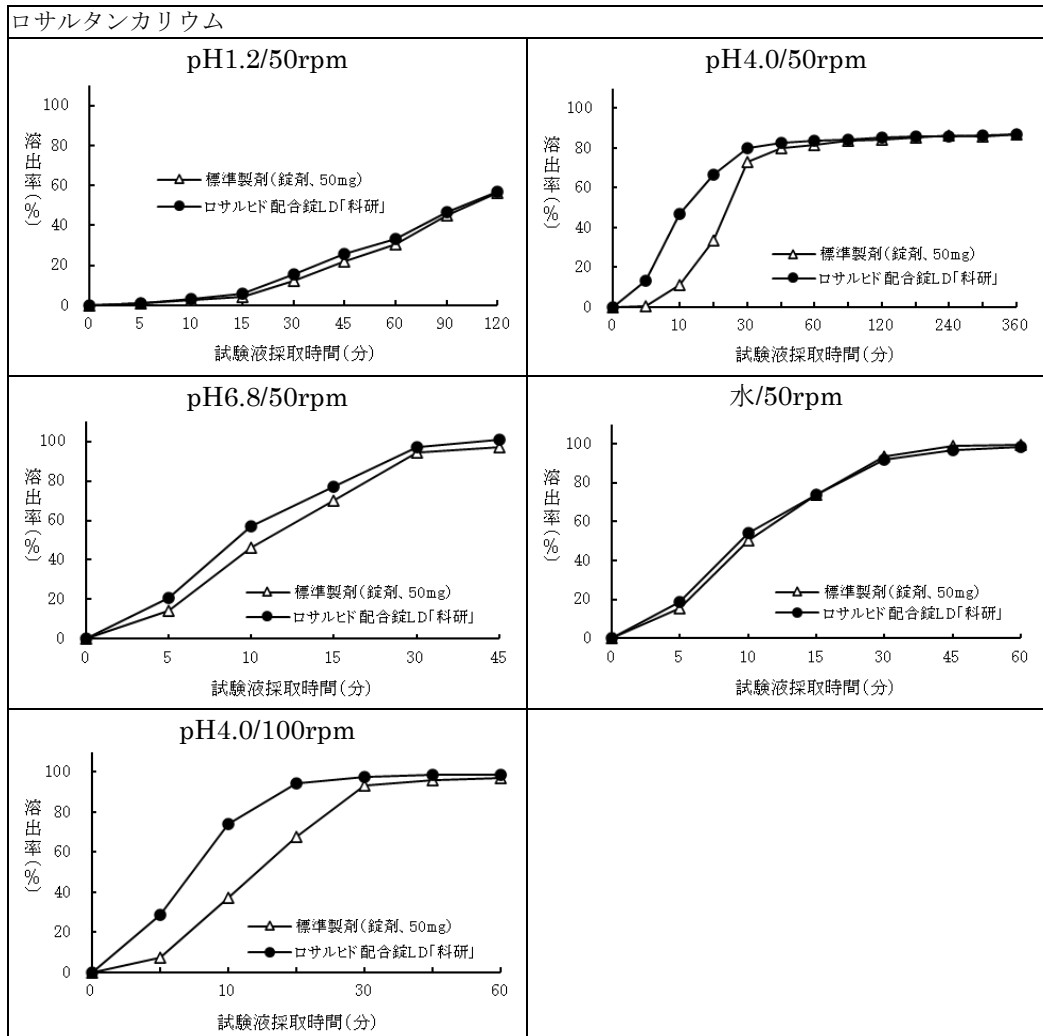 ロサルタンカリウム
pH1.2/50rpm
100
80
60
40
20
0
溶出率(%)
標準製剤(錠剤、50mg)
ロサルヒド配合錠LD「科研」
0 5 10 15 30 45 60 90 120
試験液採取時間(分)
pH4.0/50rpm
100
80
60
40
20
0
溶出率(%)
標準製剤(錠剤、50mg)
ロサルヒド配合錠LD「科研」
0 10 30 60 120 240 360
試験液採取時間(分)
pH6.8/50rpm
100
80
60
40
20
0
溶出率(%)
標準製剤(錠剤、50mg)
ロサルヒド配合錠LD「科研」
0 5 10 15 30 45
試験液採取時間(分)
水/50rpm
100
80
60
40
20
0
溶出率(%)
標準製剤(錠剤、50mg)
ロサルヒド配合錠LD「科研」
0 5 10 15 30 45 60
試験液採取時間(分)
pH4.0/100rpm
100
80
60
40
20
0
溶出率(%)
標準製剤(錠剤、50mg)
ロサルヒド配合錠LD「科研」
0 10 30 60
試験液採取時間(分)